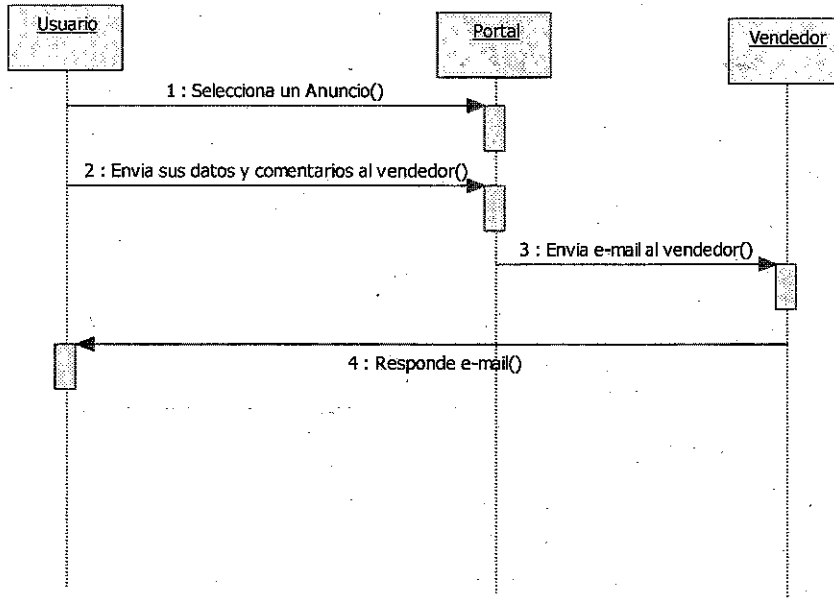 Usuario
Portal
Vendedor
1 : Selecciona un Anuncio()
2 : Envia sus datos y comentarios al vendedor()
3 : Envia e-mail al vendedor()
4 : Responde e-mail()